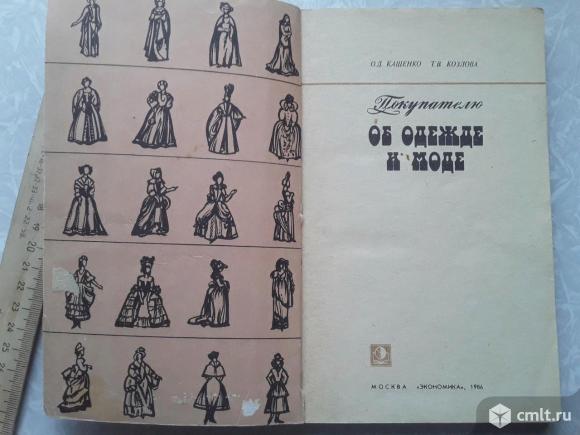 О.Д. КАЩЕНКО Т.В. КОЗЛОВА
Покупателю
ОБ ОДЕЖДЕ
И МОДЕ
МОСКВА «ЭКОНОМИКА», 1986
cmlt.ru